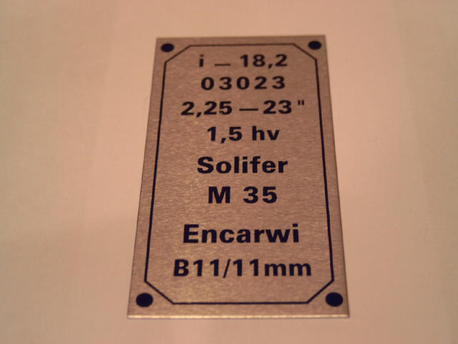 i – 18,2
03023
2,25 – 23"
1,5 hv
Solifer
M 35
Encarwi
B11/11mm